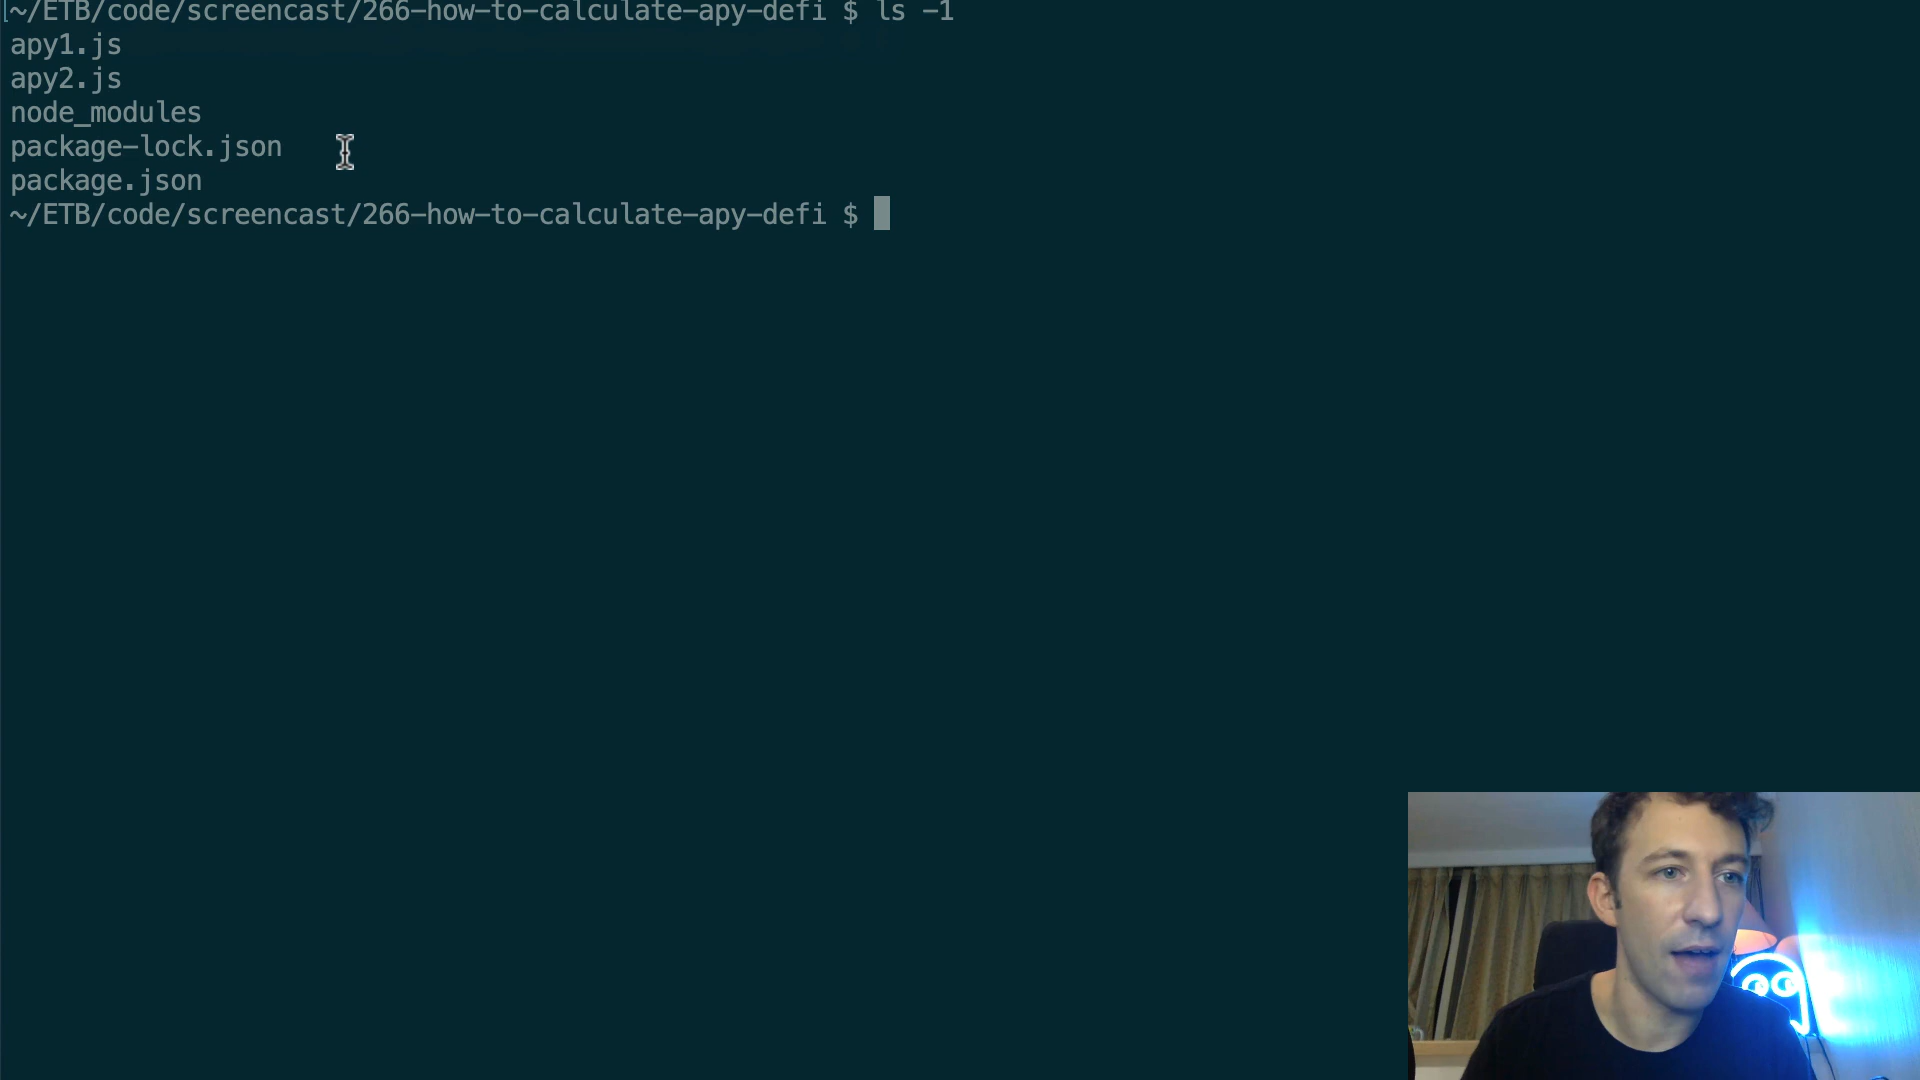 ~/ETB/code/screencast/266-how-to-calculate-apy-defi $ ls -1
apy1.js
apy2.js
node_modules
package-lock.json
package.json
~/ETB/code/screencast/266-how-to-calculate-apy-defi $